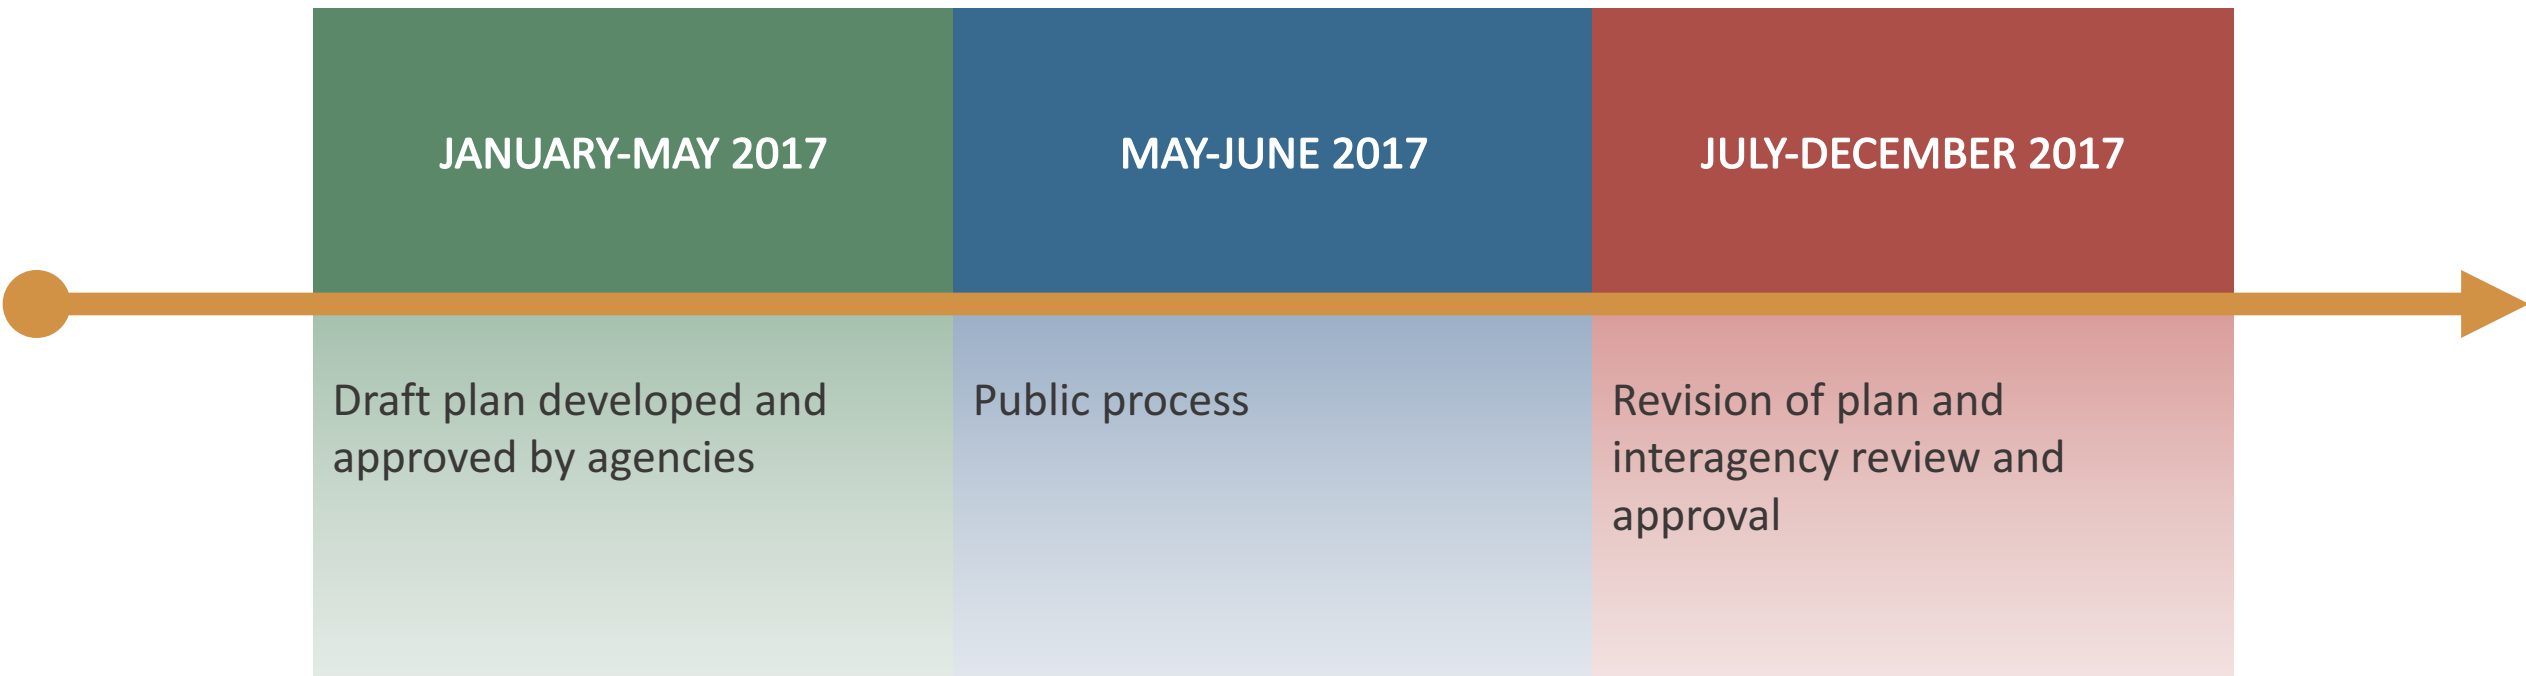 JANUARY-MAY 2017
MAY-JUNE 2017
JULY-DECEMBER 2017
Draft plan developed and
approved by agencies
Public process
Revision of plan and
interagency review and
approval